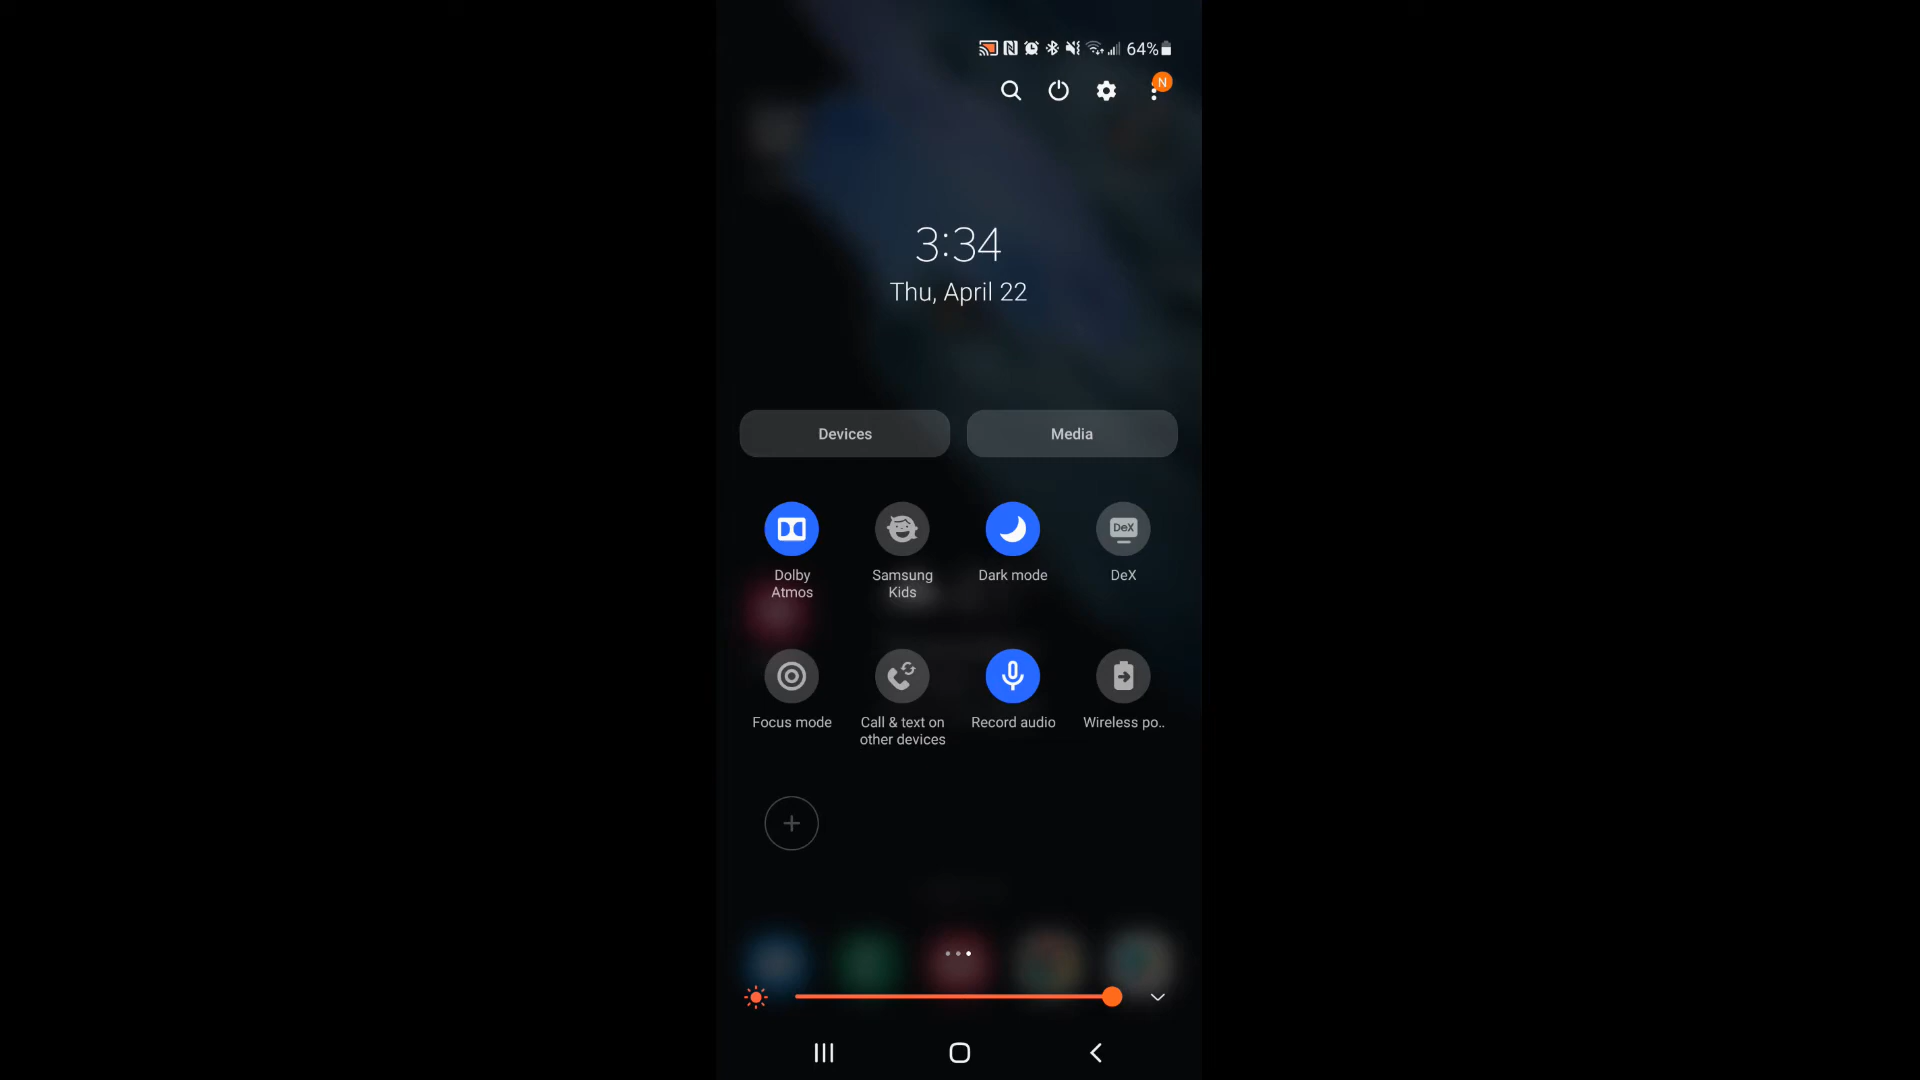 64%
N
3:34
Thu, April 22
Devices
Media
DeX
Dolby
Atmos
Samsung
Kids
Dark mode
DeX
Focus mode
Call & text on
other devices
Record audio
Wireless po..